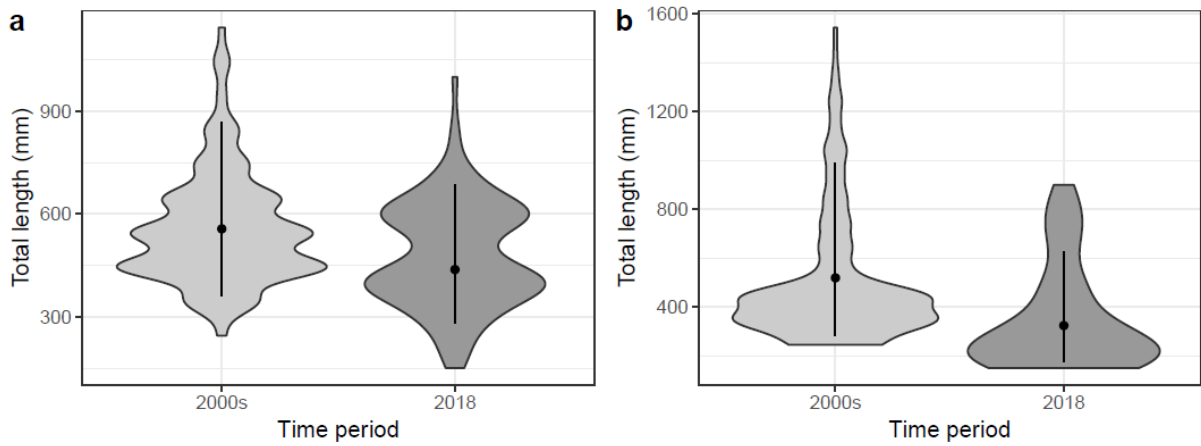 a
Total length (mm)
900
600
300
2000s
2018
Time period
b
Total length (mm)
1600
1200
800
400
2000s
2018
Time period